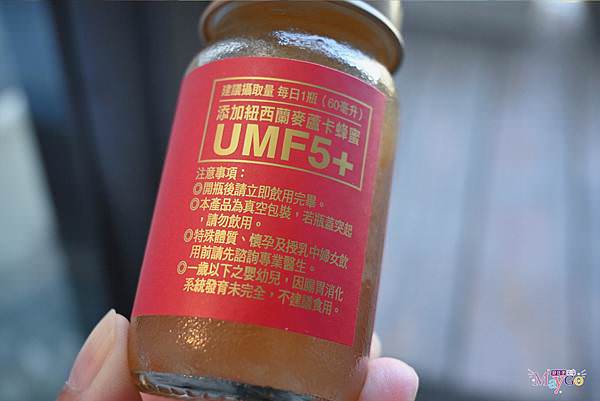 建議攝取量 每日1瓶（60毫升）
添加紐西蘭麥蘆卡蜂蜜
UMF5+
注意事項：
◎開瓶後請立即飲用完畢。
◎本產品為真空包裝，若瓶蓋突起
，請勿飲用。
◎特殊體質、懷孕及授乳中婦女飲
用前請先諮詢專業醫生。
◎一歲以下之嬰幼兒，因腸胃消化
系統發育未完全，不建議食用。
MayGo